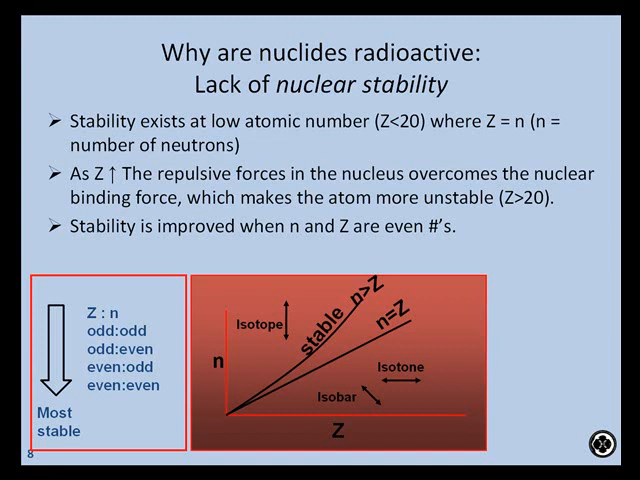 Why are nuclides radioactive:
Lack of nuclear stability
➢ Stability exists at low atomic number (Z<20) where Z = n (n =
number of neutrons)
➢ As Z ↑ The repulsive forces in the nucleus overcomes the nuclear
binding force, which makes the atom more unstable (Z>20).
➢ Stability is improved when n and Z are even #'s.
Z : n
odd:odd
odd:even
even:odd
even:even
Most
stable
n>Z
stable
n=Z
Isotope
n
Isotone
Isobar
Z
8